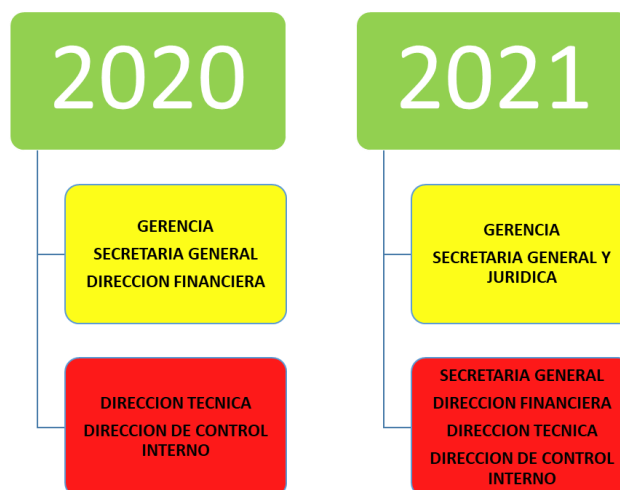 2020
GERENCIA
SECRETARIA GENERAL
DIRECCION FINANCIERA
DIRECCION TECNICA
DIRECCION DE CONTROL
INTERNO
2021
GERENCIA
SECRETARIA GENERAL Y
JURIDICA
SECRETARIA GENERAL
DIRECCION FINANCIERA
DIRECCION TECNICA
DIRECCION DE CONTROL
INTERNO